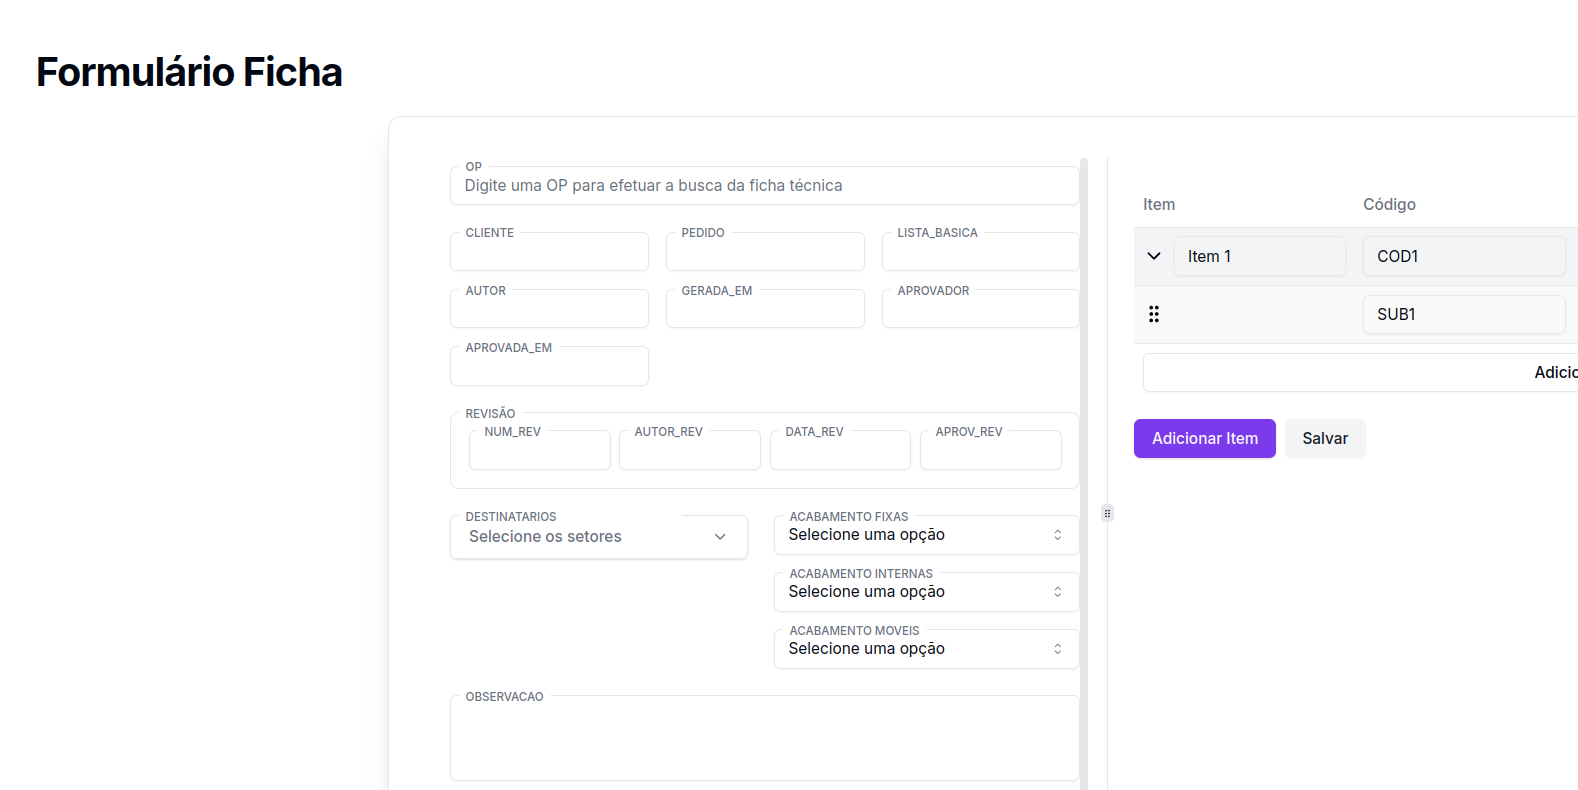 Formulário Ficha
OP
Digite uma OP para efetuar a busca da ficha técnica
CLIENTE PEDIDO LISTA_BASICA
AUTOR GERADA_EM APROVADOR
APROVADA_EM
REVISÃO
NUM_REV AUTOR_REV DATA_REV APROV_REV
DESTINATARIOS
Selecione os setores
ACABAMENTO FIXAS
Selecione uma opção
ACABAMENTO INTERNAS
Selecione uma opção
ACABAMENTO MOVEIS
Selecione uma opção
OBSERVACAO
Item Código
Item 1 COD1
SUB1
Adicio
Adicionar Item Salvar